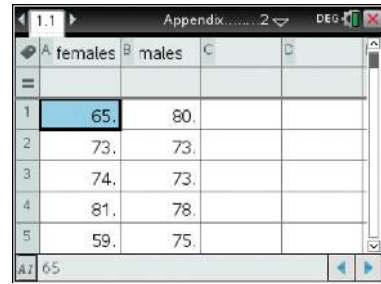 1.1 Appendix.........2 DEG
A females B males C D
=
1 65. 80.
2 73. 73.
3 74. 73.
4 81. 78.
5 59. 75.
A1 65